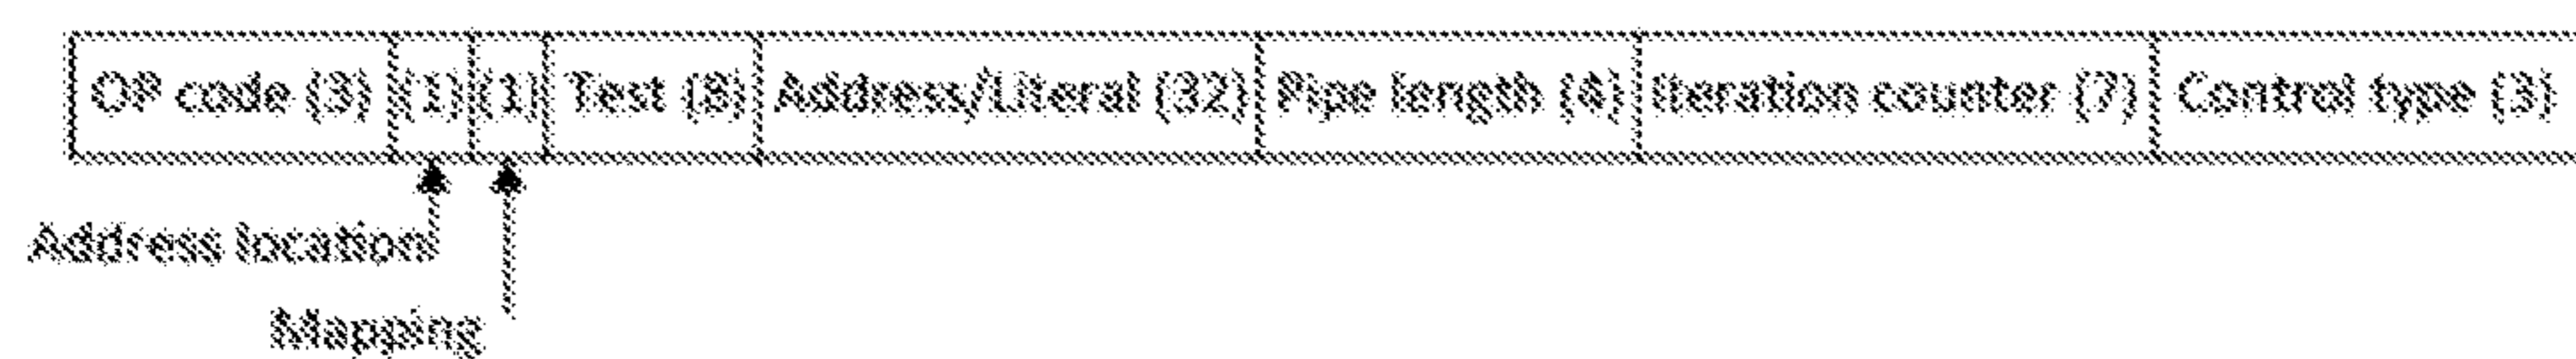 OP code (3) (1) (1) Test (8) Address/Literal (32) Pipe length (4) Iteration counter (7) Control type (3)
Address location
Mapping